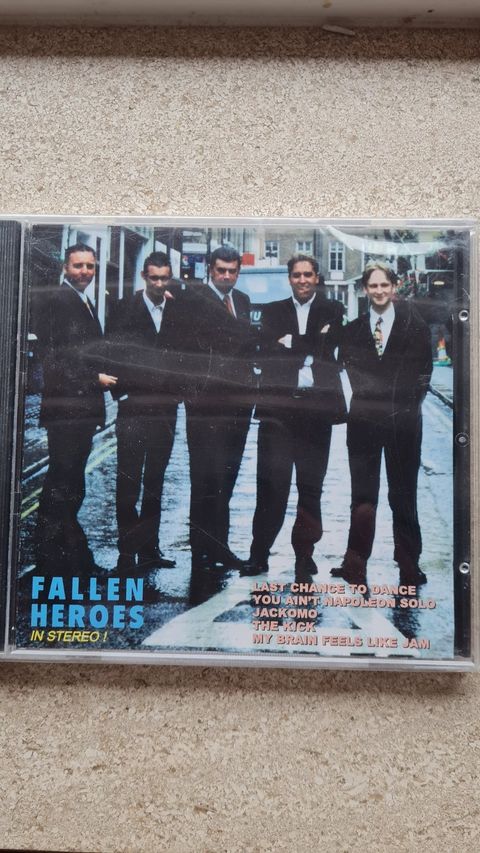 FALLEN
HEROES
IN STEREO !
LAST CHANCE TO DANCE
YOU AIN'T NAPOLEON SOLO
JACKOMO
THE KICK
MY BRAIN FEELS LIKE JAM